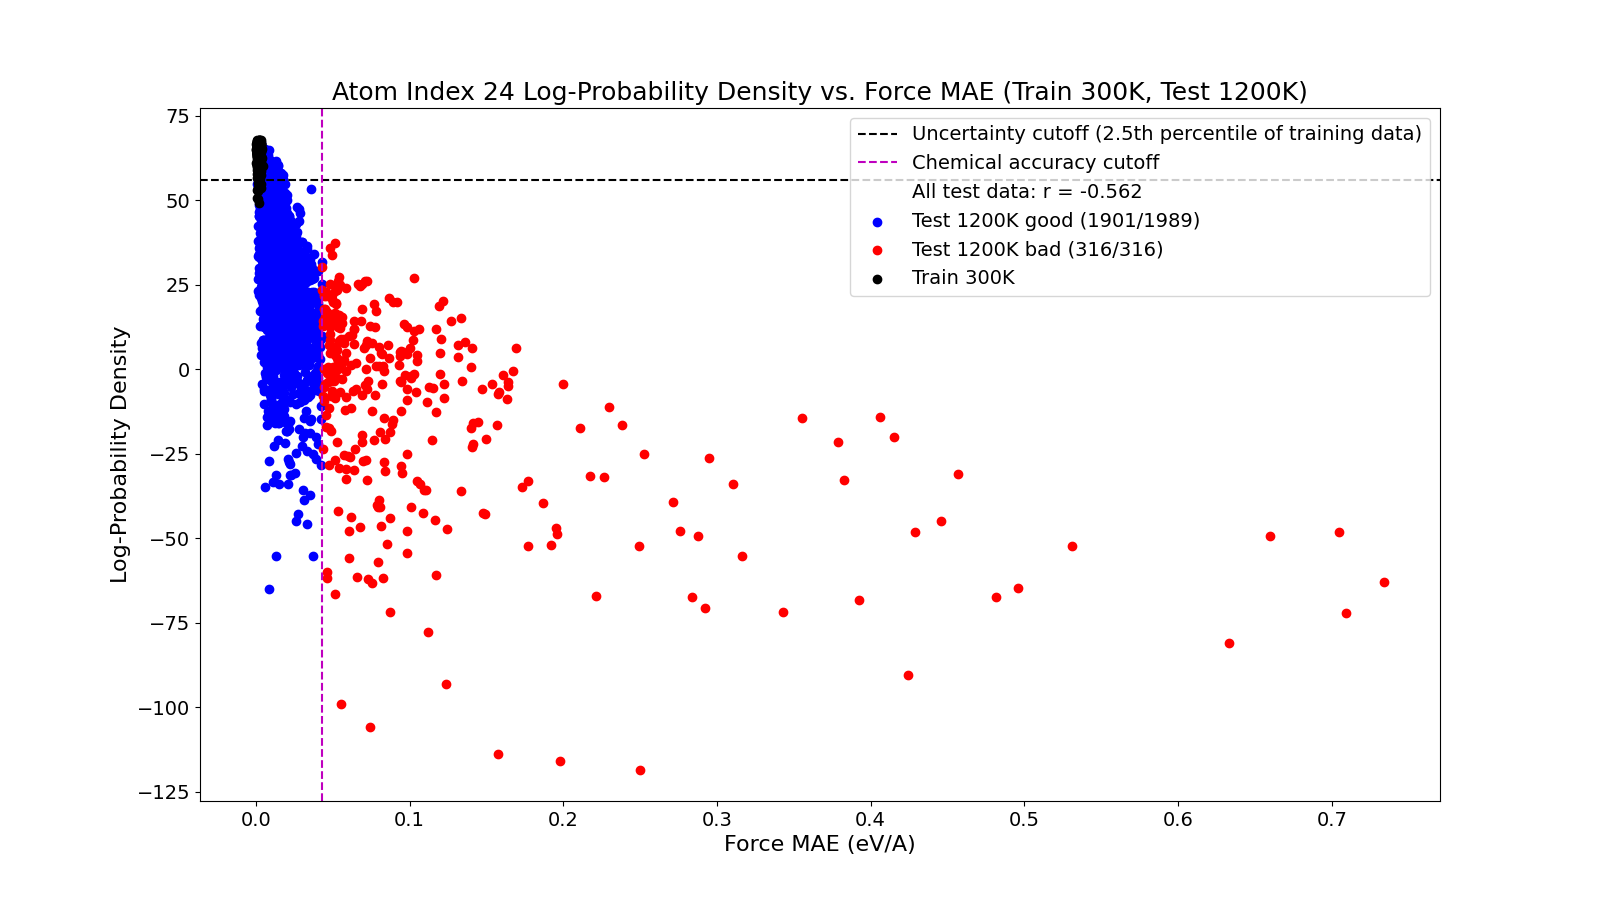 Atom Index 24 Log-Probability Density vs. Force MAE (Train 300K, Test 1200K)
Uncertainty cutoff (2.5th percentile of training data)
Chemical accuracy cutoff
All test data: r = -0.562
Test 1200K good (1901/1989)
Test 1200K bad (316/316)
Train 300K
Log-Probability Density
75
50
25
0
−25
−50
−75
−100
−125
0.0 0.1 0.2 0.3 0.4 0.5 0.6 0.7
Force MAE (eV/A)